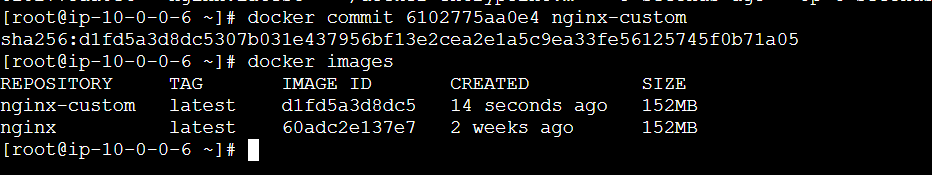 [root@ip-10-0-0-6 ~]# docker commit 6102775aa0e4 nginx-custom
sha256:d1fd5a3d8dc5307b031e437956bf13e2cea2e1a5c9ea33fe56125745f0b71a05
[root@ip-10-0-0-6 ~]# docker images
REPOSITORY TAG IMAGE ID CREATED SIZE
nginx-custom latest d1fd5a3d8dc5 14 seconds ago 152MB
nginx latest 60adc2e137e7 2 weeks ago 152MB
[root@ip-10-0-0-6 ~]#